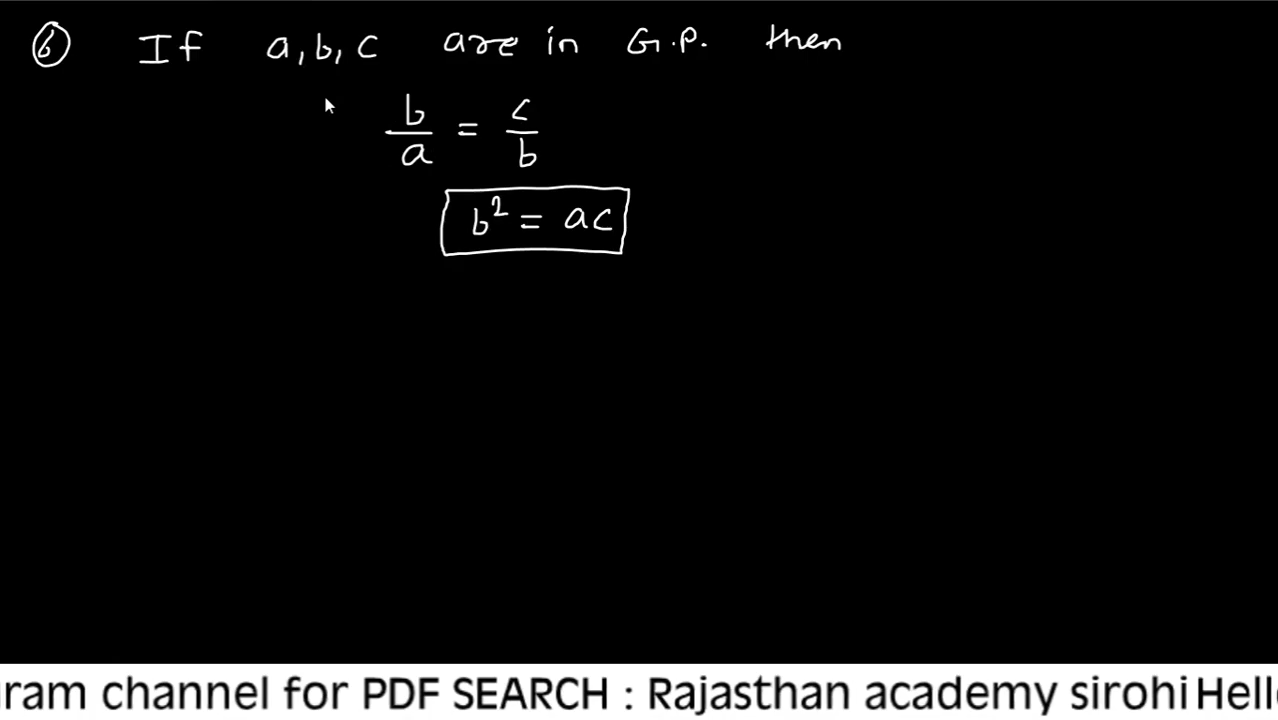 ⑥ If a, b, c are in G.P. then
b/a = c/b
b² = ac
ram channel for PDF SEARCH : Rajasthan academy sirohi Hell